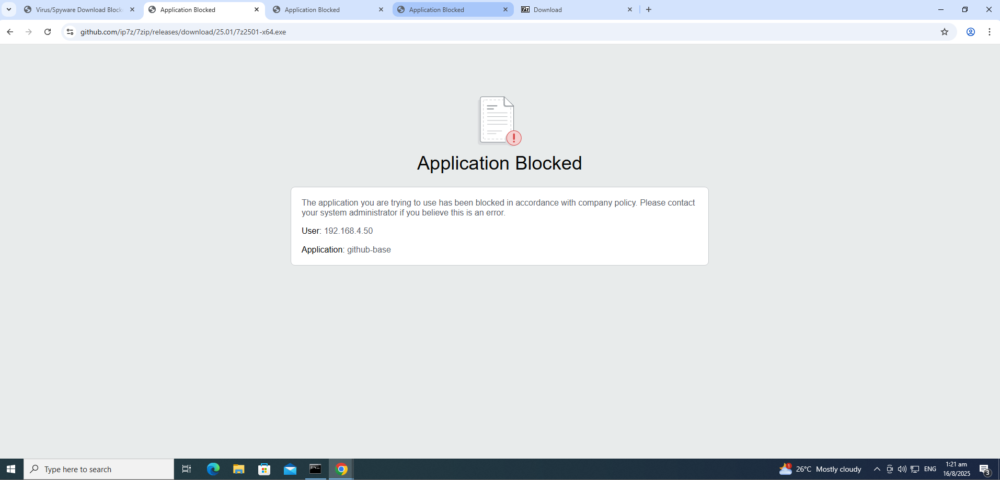 Virus/Spyware Download Block
Application Blocked
Application Blocked
Application Blocked
7z Download
github.com/ip7z/7zip/releases/download/25.01/7z2501-x64.exe
Application Blocked
The application you are trying to use has been blocked in accordance with company policy. Please contact
your system administrator if you believe this is an error.
User: 192.168.4.50
Application: github-base
Type here to search
1
26°C Mostly cloudy
ENG
1:21 am
16/8/2025
3